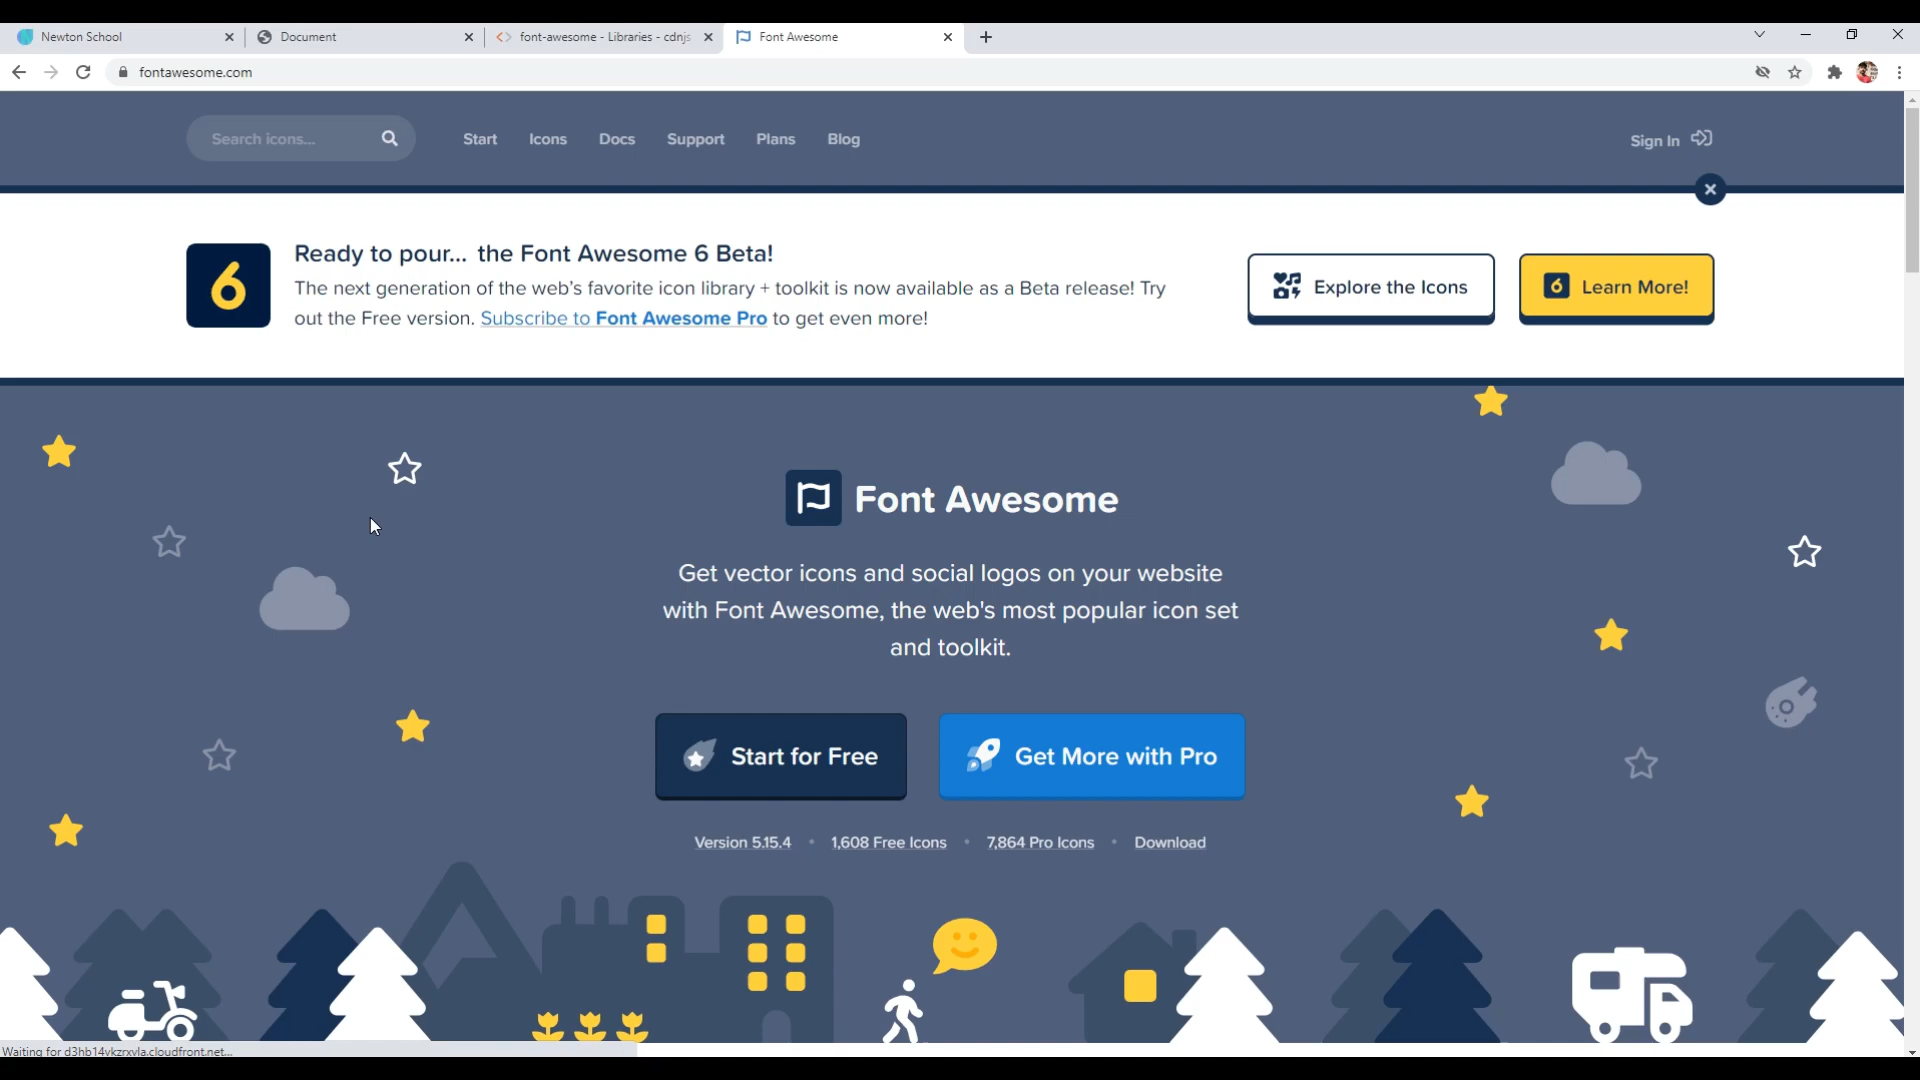 Newton School
Document
font-awesome - Libraries - cdnjs
Font Awesome
fontawesome.com
Search icons...
Start
Icons
Docs
Support
Plans
Blog
Sign In
6
Ready to pour... the Font Awesome 6 Beta!
The next generation of the web's favorite icon library + toolkit is now available as a Beta release! Try
out the Free version. Subscribe to Font Awesome Pro to get even more!
Explore the Icons
6 Learn More!
Font Awesome
Get vector icons and social logos on your website
with Font Awesome, the web's most popular icon set
and toolkit.
Start for Free
Get More with Pro
Version 5.15.4 • 1,608 Free Icons • 7,864 Pro Icons • Download
Waiting for d3hb14vkzrxvla.cloudfront.net...